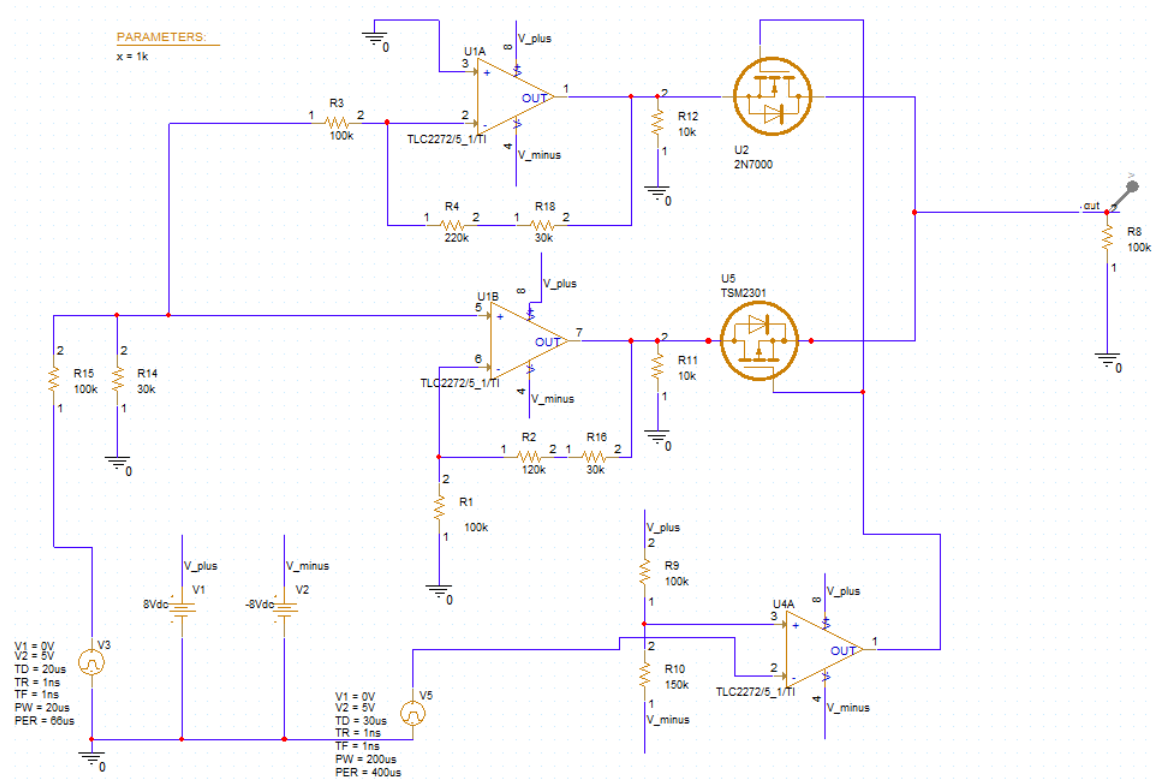 PARAMETERS:
x = 1k
0
U1A
V_plus
8
3
+
V+
OUT
1
2
-
V-
TLC2272/5_1/TI
4
V_minus
R3
1
2
100k
R4
1
2
220k
R18
1
2
30k
2
R12
10k
1
0
U2
2N7000
out
2
R8
100k
1
0
U1B
V_plus
8
5
+
OUT
7
6
-
TLC2272/5_1/TI
4
V_minus
U5
TSM2301
2
R11
10k
1
0
2
R15
100k
1
2
R14
30k
1
0
R2
1
2
120k
R16
1
2
30k
2
R1
100k
1
0
V_plus
V1
8Vdc
V_minus
V2
-8Vdc
V3
V1 = 0V
V2 = 5V
TD = 20us
TR = 1ns
TF = 1ns
PW = 20us
PER = 66us
0
V5
V1 = 0V
V2 = 5V
TD = 30us
TR = 1ns
TF = 1ns
PW = 200us
PER = 400us
V_plus
2
R9
100k
1
2
R10
150k
1
V_minus
U4A
V_plus
8
3
+
OUT
1
2
-
TLC2272/5_1/TI
4
V_minus